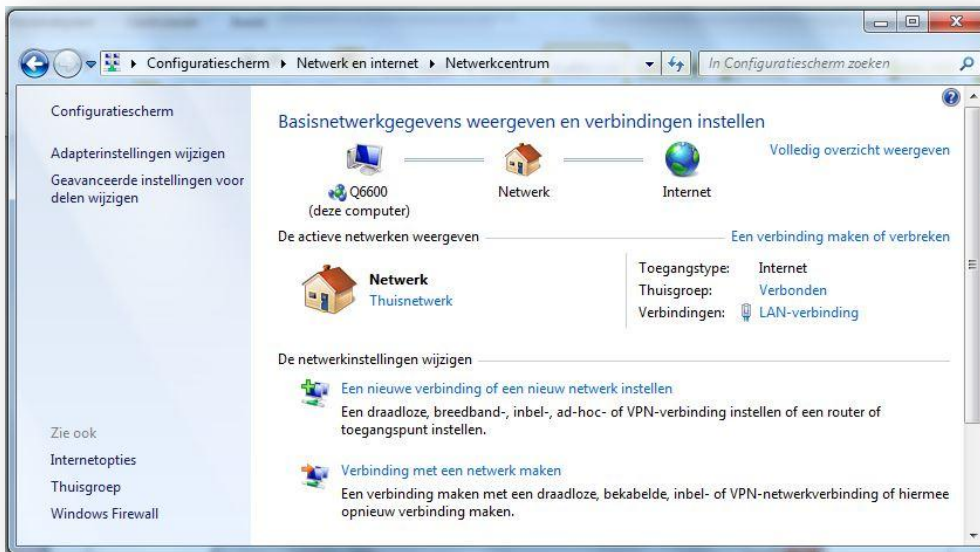 Configuratiescherm ▸ Netwerk en internet ▸ Netwerkcentrum
In Configuratiescherm zoeken
Configuratiescherm
Adapterinstellingen wijzigen
Geavanceerde instellingen voor
delen wijzigen
Zie ook
Internetopties
Thuisgroep
Windows Firewall
Basisnetwerkgegevens weergeven en verbindingen instellen
Volledig overzicht weergeven
Q6600
(deze computer)
Netwerk
Internet
De actieve netwerken weergeven
Een verbinding maken of verbreken
Netwerk
Thuisnetwerk
Toegangstype: Internet
Thuisgroep: Verbonden
Verbindingen: LAN-verbinding
De netwerkinstellingen wijzigen
Een nieuwe verbinding of een nieuw netwerk instellen
Een draadloze, breedband-, inbel-, ad-hoc- of VPN-verbinding instellen of een router of
toegangspunt instellen.
Verbinding met een netwerk maken
Een verbinding maken met een draadloze, bekabelde, inbel- of VPN-netwerkverbinding of hiermee
opnieuw verbinding maken.